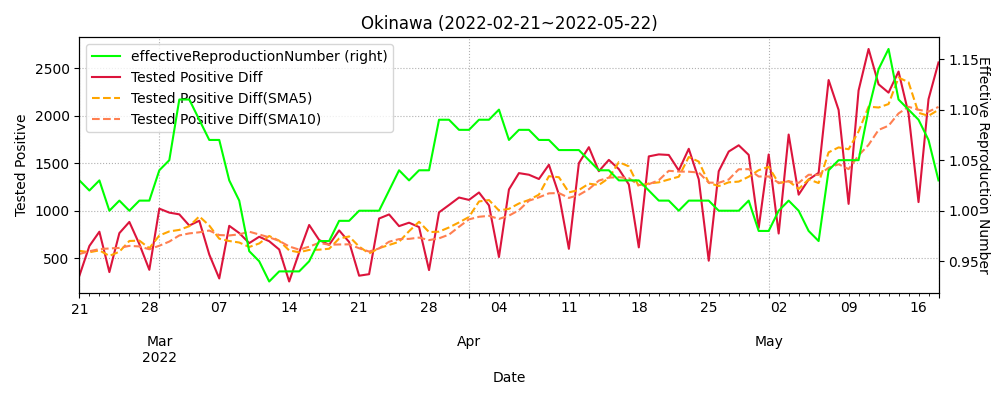 Okinawa (2022-02-21~2022-05-22)
effectiveReproductionNumber (right)
Tested Positive Diff
Tested Positive Diff(SMA5)
Tested Positive Diff(SMA10)
Tested Positive
2500
2000
1500
1000
500
1.15
1.10
1.05
1.00
0.95
Effective Reproduction Number
21 28 07 14 21 28 04 11 18 25 02 09 16
Mar Apr May
2022
Date